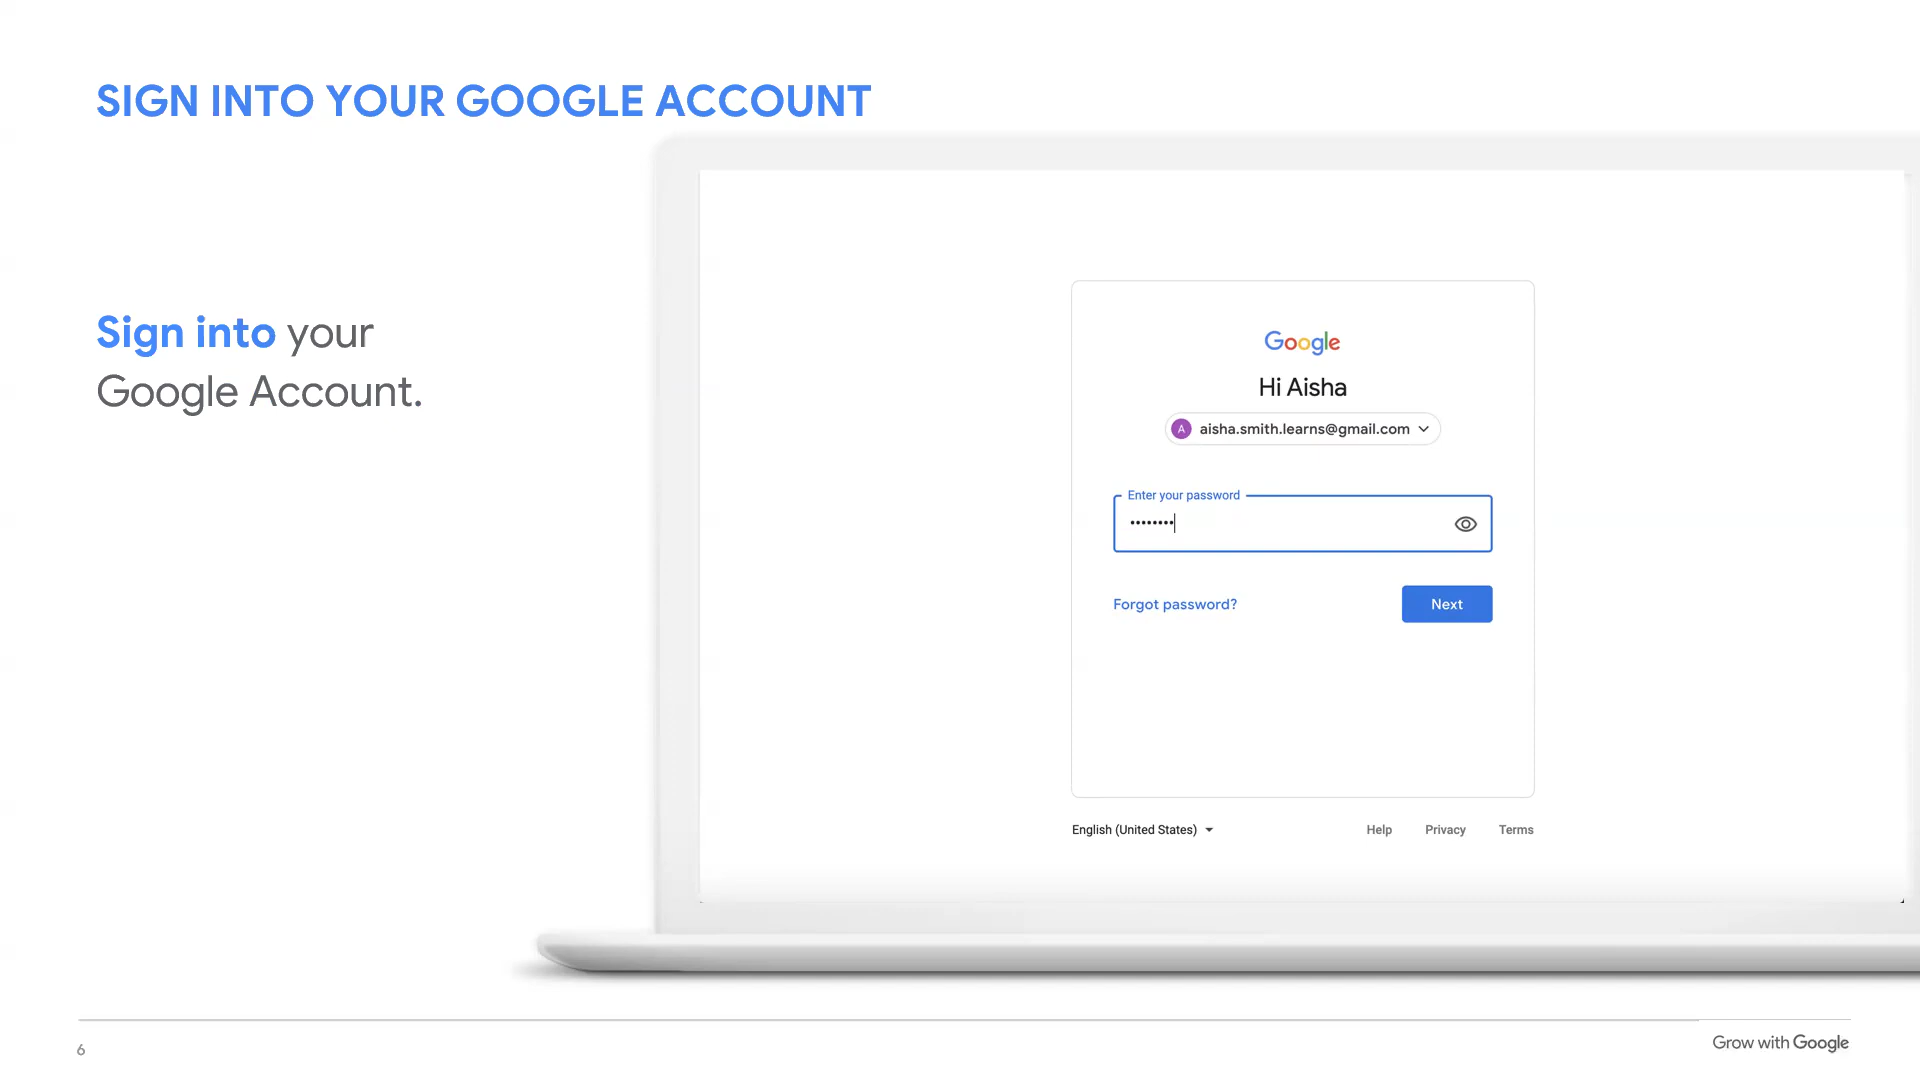 SIGN INTO YOUR GOOGLE ACCOUNT
Sign into your
Google Account.
Google
Hi Aisha
A aisha.smith.learns@gmail.com
Enter your password
••••••••
Forgot password?
Next
English (United States)
Help Privacy Terms
6
Grow with Google